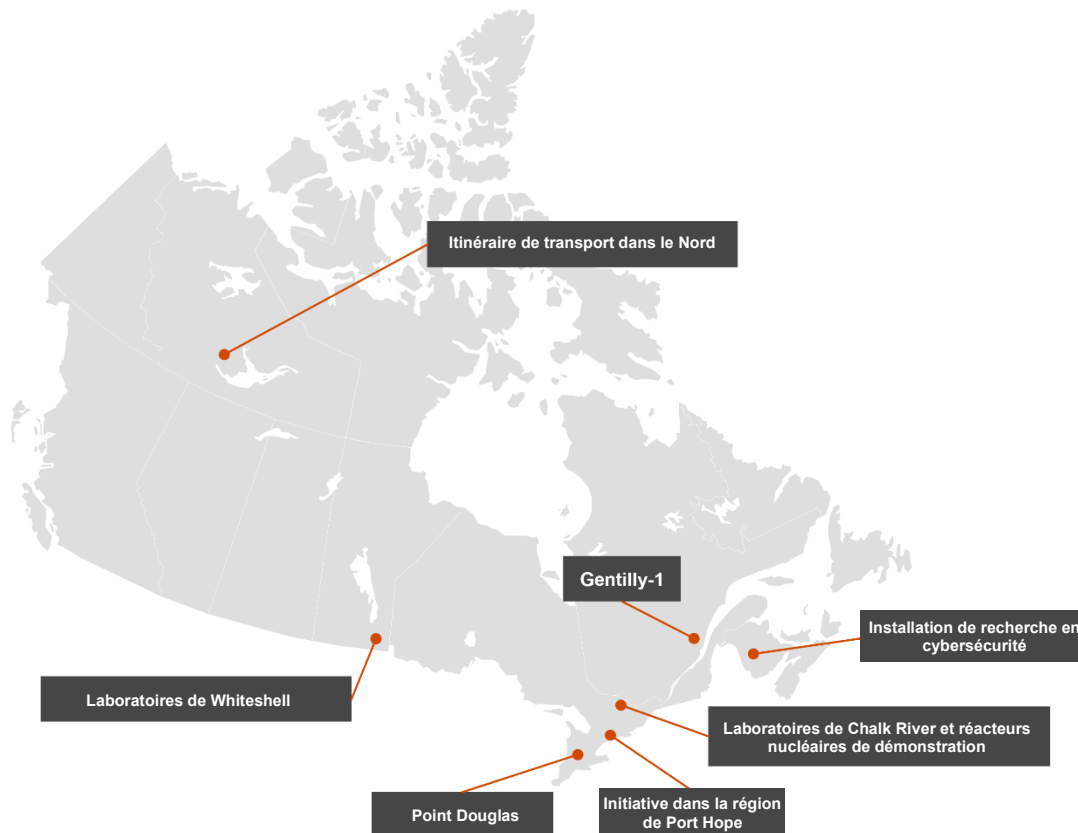 Itinéraire de transport dans le Nord
Gentilly-1
Installation de recherche en
cybersécurité
Laboratoires de Whiteshell
Laboratoires de Chalk River et réacteurs
nucléaires de démonstration
Point Douglas
Initiative dans la région
de Port Hope